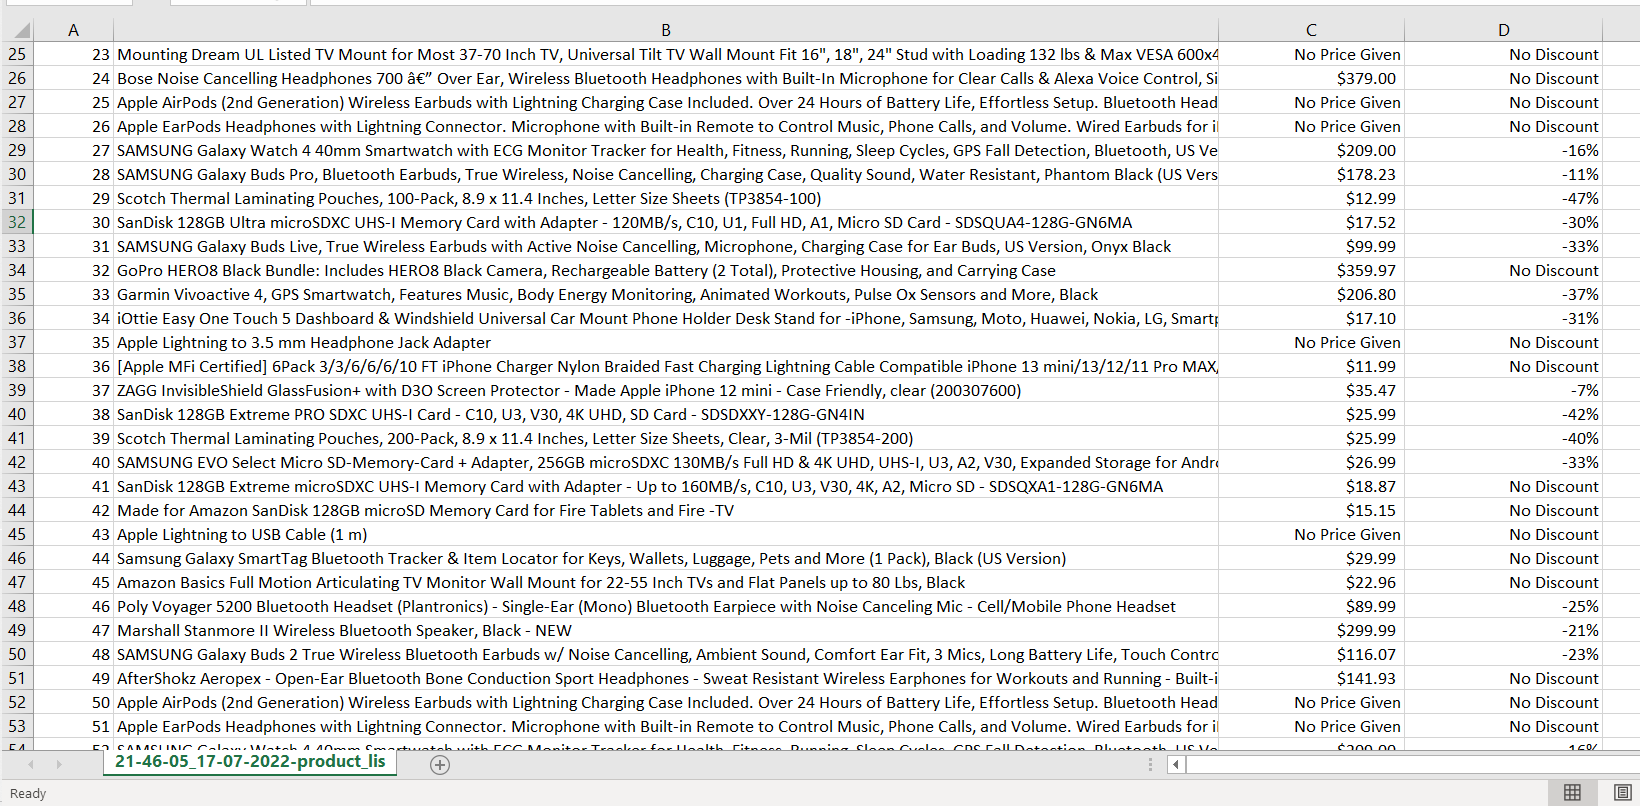 A B C D
25 23 Mounting Dream UL Listed TV Mount for Most 37-70 Inch TV, Universal Tilt TV Wall Mount Fit 16", 18", 24" Stud with Loading 132 lbs & Max VESA 600x4 No Price Given No Discount
26 24 Bose Noise Cancelling Headphones 700 â€” Over Ear, Wireless Bluetooth Headphones with Built-In Microphone for Clear Calls & Alexa Voice Control, Si $379.00 No Discount
27 25 Apple AirPods (2nd Generation) Wireless Earbuds with Lightning Charging Case Included. Over 24 Hours of Battery Life, Effortless Setup. Bluetooth Head No Price Given No Discount
28 26 Apple EarPods Headphones with Lightning Connector. Microphone with Built-in Remote to Control Music, Phone Calls, and Volume. Wired Earbuds for No Price Given No Discount
29 27 SAMSUNG Galaxy Watch 4 40mm Smartwatch with ECG Monitor Tracker for Health, Fitness, Running, Sleep Cycles, GPS Fall Detection, Bluetooth, US Ve $209.00 -16%
30 28 SAMSUNG Galaxy Buds Pro, Bluetooth Earbuds, True Wireless, Noise Cancelling, Charging Case, Quality Sound, Water Resistant, Phantom Black (US Vers $178.23 -11%
31 29 Scotch Thermal Laminating Pouches, 100-Pack, 8.9 x 11.4 Inches, Letter Size Sheets (TP3854-100) $12.99 -47%
32 30 SanDisk 128GB Ultra microSDXC UHS-I Memory Card with Adapter - 120MB/s, C10, U1, Full HD, A1, Micro SD Card - SDSQUA4-128G-GN6MA $17.52 -30%
33 31 SAMSUNG Galaxy Buds Live, True Wireless Earbuds with Active Noise Cancelling, Microphone, Charging Case for Ear Buds, US Version, Onyx Black $99.99 -33%
34 32 GoPro HERO8 Black Bundle: Includes HERO8 Black Camera, Rechargeable Battery (2 Total), Protective Housing, and Carrying Case $359.97 No Discount
35 33 Garmin Vivoactive 4, GPS Smartwatch, Features Music, Body Energy Monitoring, Animated Workouts, Pulse Ox Sensors and More, Black $206.80 -37%
36 34 iOttie Easy One Touch 5 Dashboard & Windshield Universal Car Mount Phone Holder Desk Stand for -iPhone, Samsung, Moto, Huawei, Nokia, LG, Smartp $17.10 -31%
37 35 Apple Lightning to 3.5 mm Headphone Jack Adapter No Price Given No Discount
38 36 [Apple MFi Certified] 6Pack 3/3/6/6/6/10 FT iPhone Charger Nylon Braided Fast Charging Lightning Cable Compatible iPhone 13 mini/13/12/11 Pro MAX, $11.99 No Discount
39 37 ZAGG InvisibleShield GlassFusion+ with D3O Screen Protector - Made Apple iPhone 12 mini - Case Friendly, clear (200307600) $35.47 -7%
40 38 SanDisk 128GB Extreme PRO SDXC UHS-I Card - C10, U3, V30, 4K UHD, SD Card - SDSDXXY-128G-GN4IN $25.99 -42%
41 39 Scotch Thermal Laminating Pouches, 200-Pack, 8.9 x 11.4 Inches, Letter Size Sheets, Clear, 3-Mil (TP3854-200) $25.99 -40%
42 40 SAMSUNG EVO Select Micro SD-Memory-Card + Adapter, 256GB microSDXC 130MB/s Full HD & 4K UHD, UHS-I, U3, A2, V30, Expanded Storage for Andr $26.99 -33%
43 41 SanDisk 128GB Extreme microSDXC UHS-I Memory Card with Adapter - Up to 160MB/s, C10, U3, V30, 4K, A2, Micro SD - SDSQXA1-128G-GN6MA $18.87 No Discount
44 42 Made for Amazon SanDisk 128GB microSD Memory Card for Fire Tablets and Fire -TV $15.15 No Discount
45 43 Apple Lightning to USB Cable (1 m) No Price Given No Discount
46 44 Samsung Galaxy SmartTag Bluetooth Tracker & Item Locator for Keys, Wallets, Luggage, Pets and More (1 Pack), Black (US Version) $29.99 No Discount
47 45 Amazon Basics Full Motion Articulating TV Monitor Wall Mount for 22-55 Inch TVs and Flat Panels up to 80 Lbs, Black $22.96 No Discount
48 46 Poly Voyager 5200 Bluetooth Headset (Plantronics) - Single-Ear (Mono) Bluetooth Earpiece with Noise Canceling Mic - Cell/Mobile Phone Headset $89.99 -25%
49 47 Marshall Stanmore II Wireless Bluetooth Speaker, Black - NEW $299.99 -21%
50 48 SAMSUNG Galaxy Buds 2 True Wireless Bluetooth Earbuds w/ Noise Cancelling, Ambient Sound, Comfort Ear Fit, 3 Mics, Long Battery Life, Touch Contro $116.07 -23%
51 49 AfterShokz Aeropex - Open-Ear Bluetooth Bone Conduction Sport Headphones - Sweat Resistant Wireless Earphones for Workouts and Running - Built-i $141.93 No Discount
52 50 Apple AirPods (2nd Generation) Wireless Earbuds with Lightning Charging Case Included. Over 24 Hours of Battery Life, Effortless Setup. Bluetooth Head No Price Given No Discount
53 51 Apple EarPods Headphones with Lightning Connector. Microphone with Built-in Remote to Control Music, Phone Calls, and Volume. Wired Earbuds for No Price Given No Discount
54 52 SAMSUNG Galaxy Watch 4 40mm Smartwatch with ECG Monitor Tracker for Health, Fitness, Running, Sleep Cycles, GPS Fall Detection, Bluetooth, US Ve $209.00 -16%
21-46-05_17-07-2022-product_lis
Ready